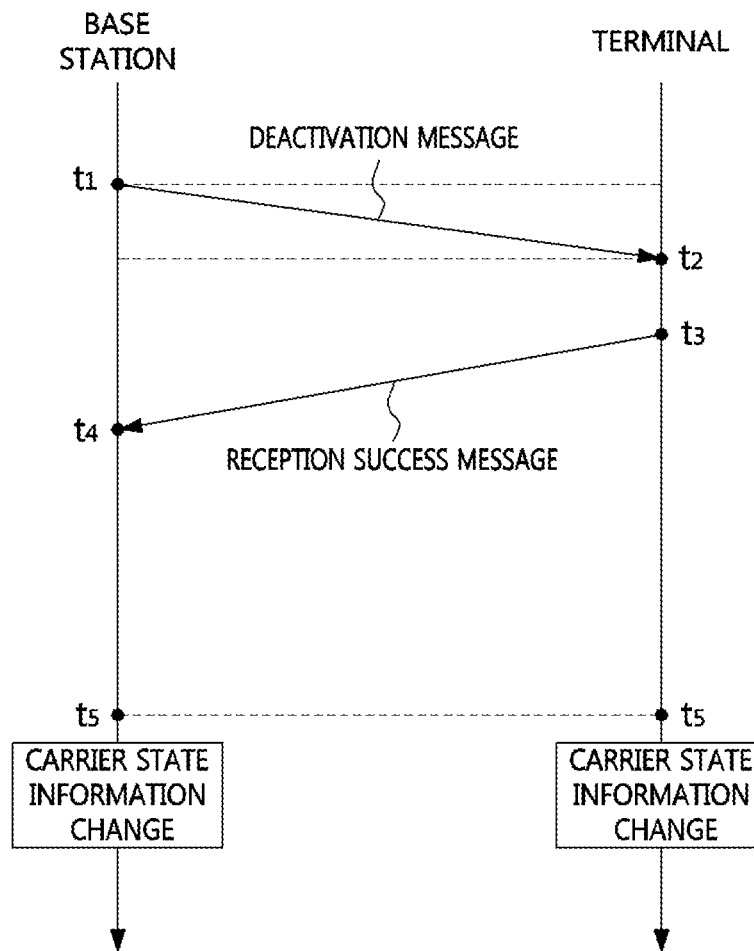 BASE
STATION
TERMINAL
DEACTIVATION MESSAGE
t1
t2
t3
t4
RECEPTION SUCCESS MESSAGE
t5
t5
CARRIER STATE
INFORMATION
CHANGE
CARRIER STATE
INFORMATION
CHANGE